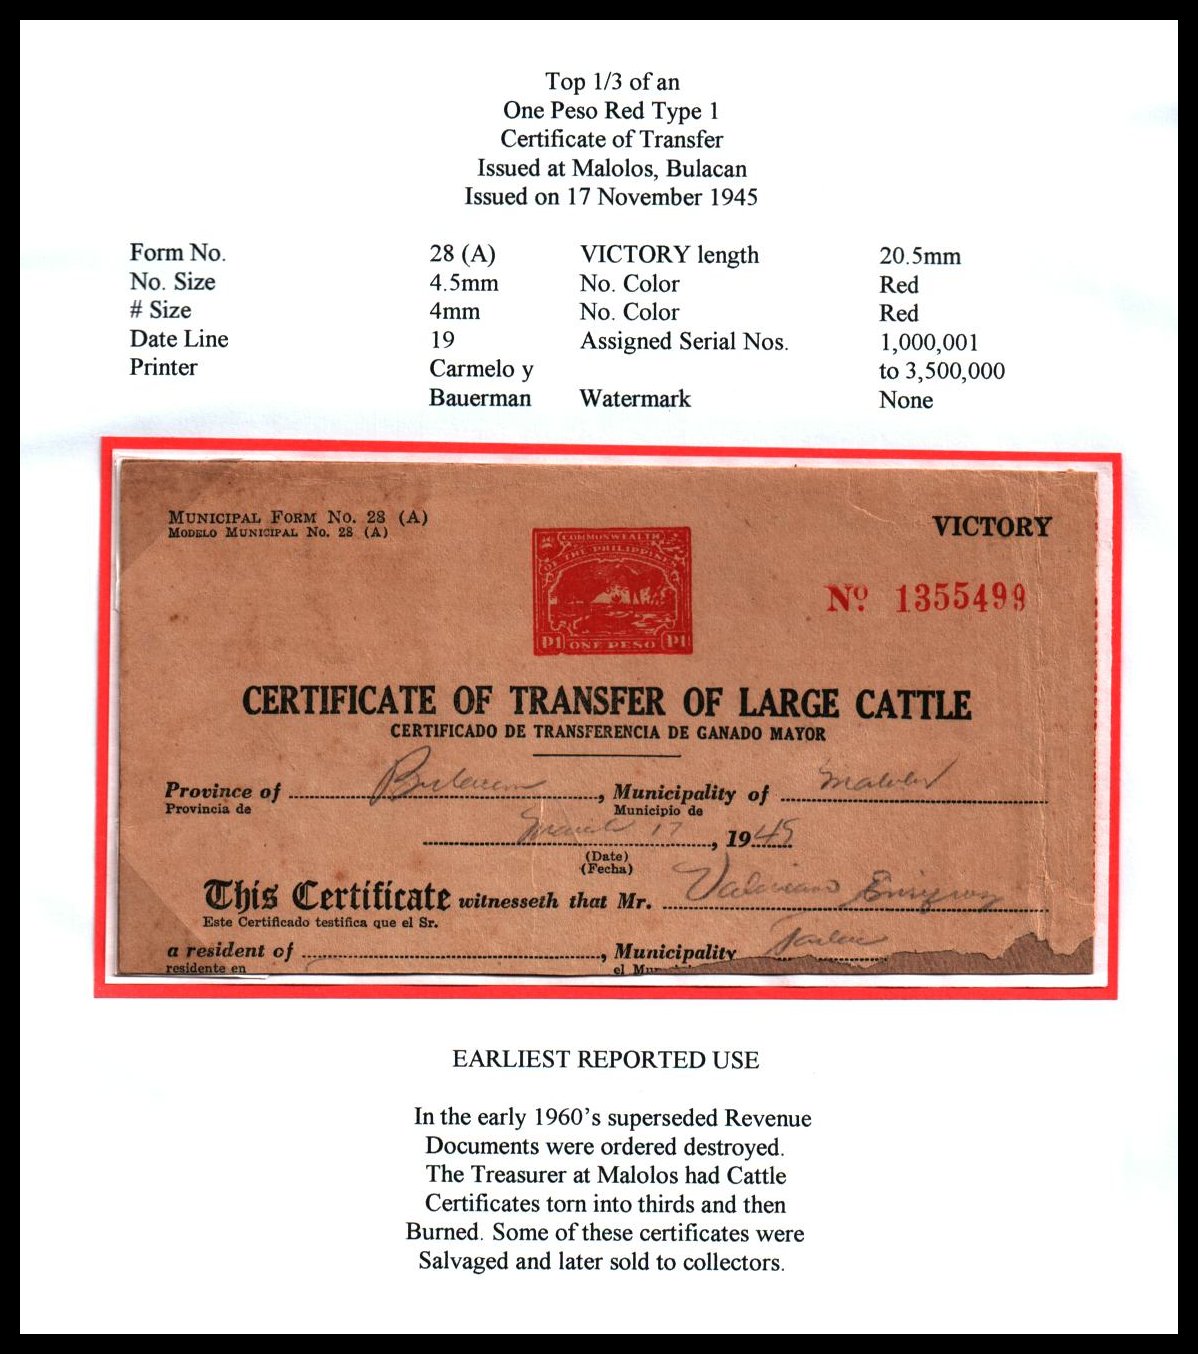 Top 1/3 of an
One Peso Red Type 1
Certificate of Transfer
Issued at Malolos, Bulacan
Issued on 17 November 1945
Form No. 28 (A) VICTORY length 20.5mm
No. Size 4.5mm No. Color Red
# Size 4mm No. Color Red
Date Line 19 Assigned Serial Nos. 1,000,001
Printer Carmelo y to 3,500,000
Bauerman Watermark None
MUNICIPAL FORM NO. 28 (A)
MODELO MUNICIPAL NO. 28 (A)
VICTORY
COMMONWEALTH
OF THE PHILIPPIN
P1 ONE PESO P1
Nº 1355499
CERTIFICATE OF TRANSFER OF LARGE CATTLE
CERTIFICADO DE TRANSFERENCIA DE GANADO MAYOR
Province of Bulacan, Municipality of Malolos
Provincia de Municipio de
17, 1945
(Date)
(Fecha)
This Certificate witnesseth that Mr. Valeriano
Este Certificado testifica que el Sr.
a resident of , Municipality
residente en el Mun
EARLIEST REPORTED USE
In the early 1960's superseded Revenue
Documents were ordered destroyed.
The Treasurer at Malolos had Cattle
Certificates torn into thirds and then
Burned. Some of these certificates were
Salvaged and later sold to collectors.